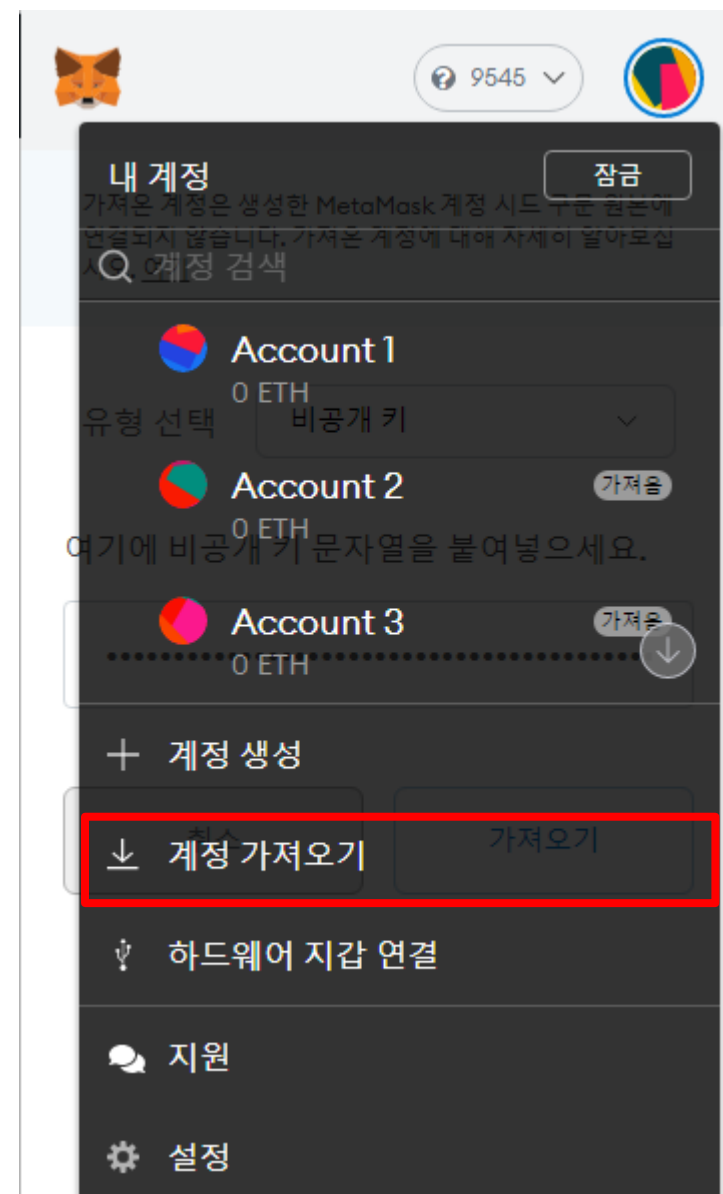 9545
내 계정
잠금
가져온 계정은 생성한 MetaMask 계정 시드 구문 원본에
연결되지 않습니다. 가져온 계정에 대해 자세히 알아보십
시오.
계정 검색
Account 1
0 ETH
유형 선택
비공개 키
Account 2
가져옴
0 ETH
여기에 비공개 키 문자열을 붙여넣으세요.
Account 3
가져옴
0 ETH
계정 생성
취소
가져오기
계정 가져오기
하드웨어 지갑 연결
지원
설정